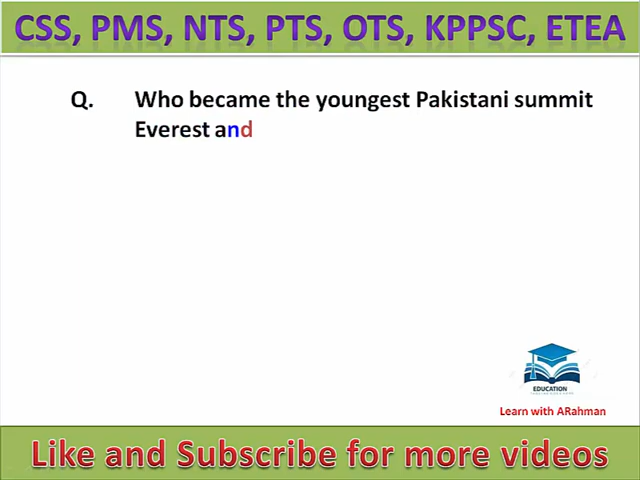 CSS, PMS, NTS, PTS, OTS, KPPSC, ETEA
Q. Who became the youngest Pakistani summit
Everest and
EDUCATION
Learn with ARahman
Like and Subscribe for more videos